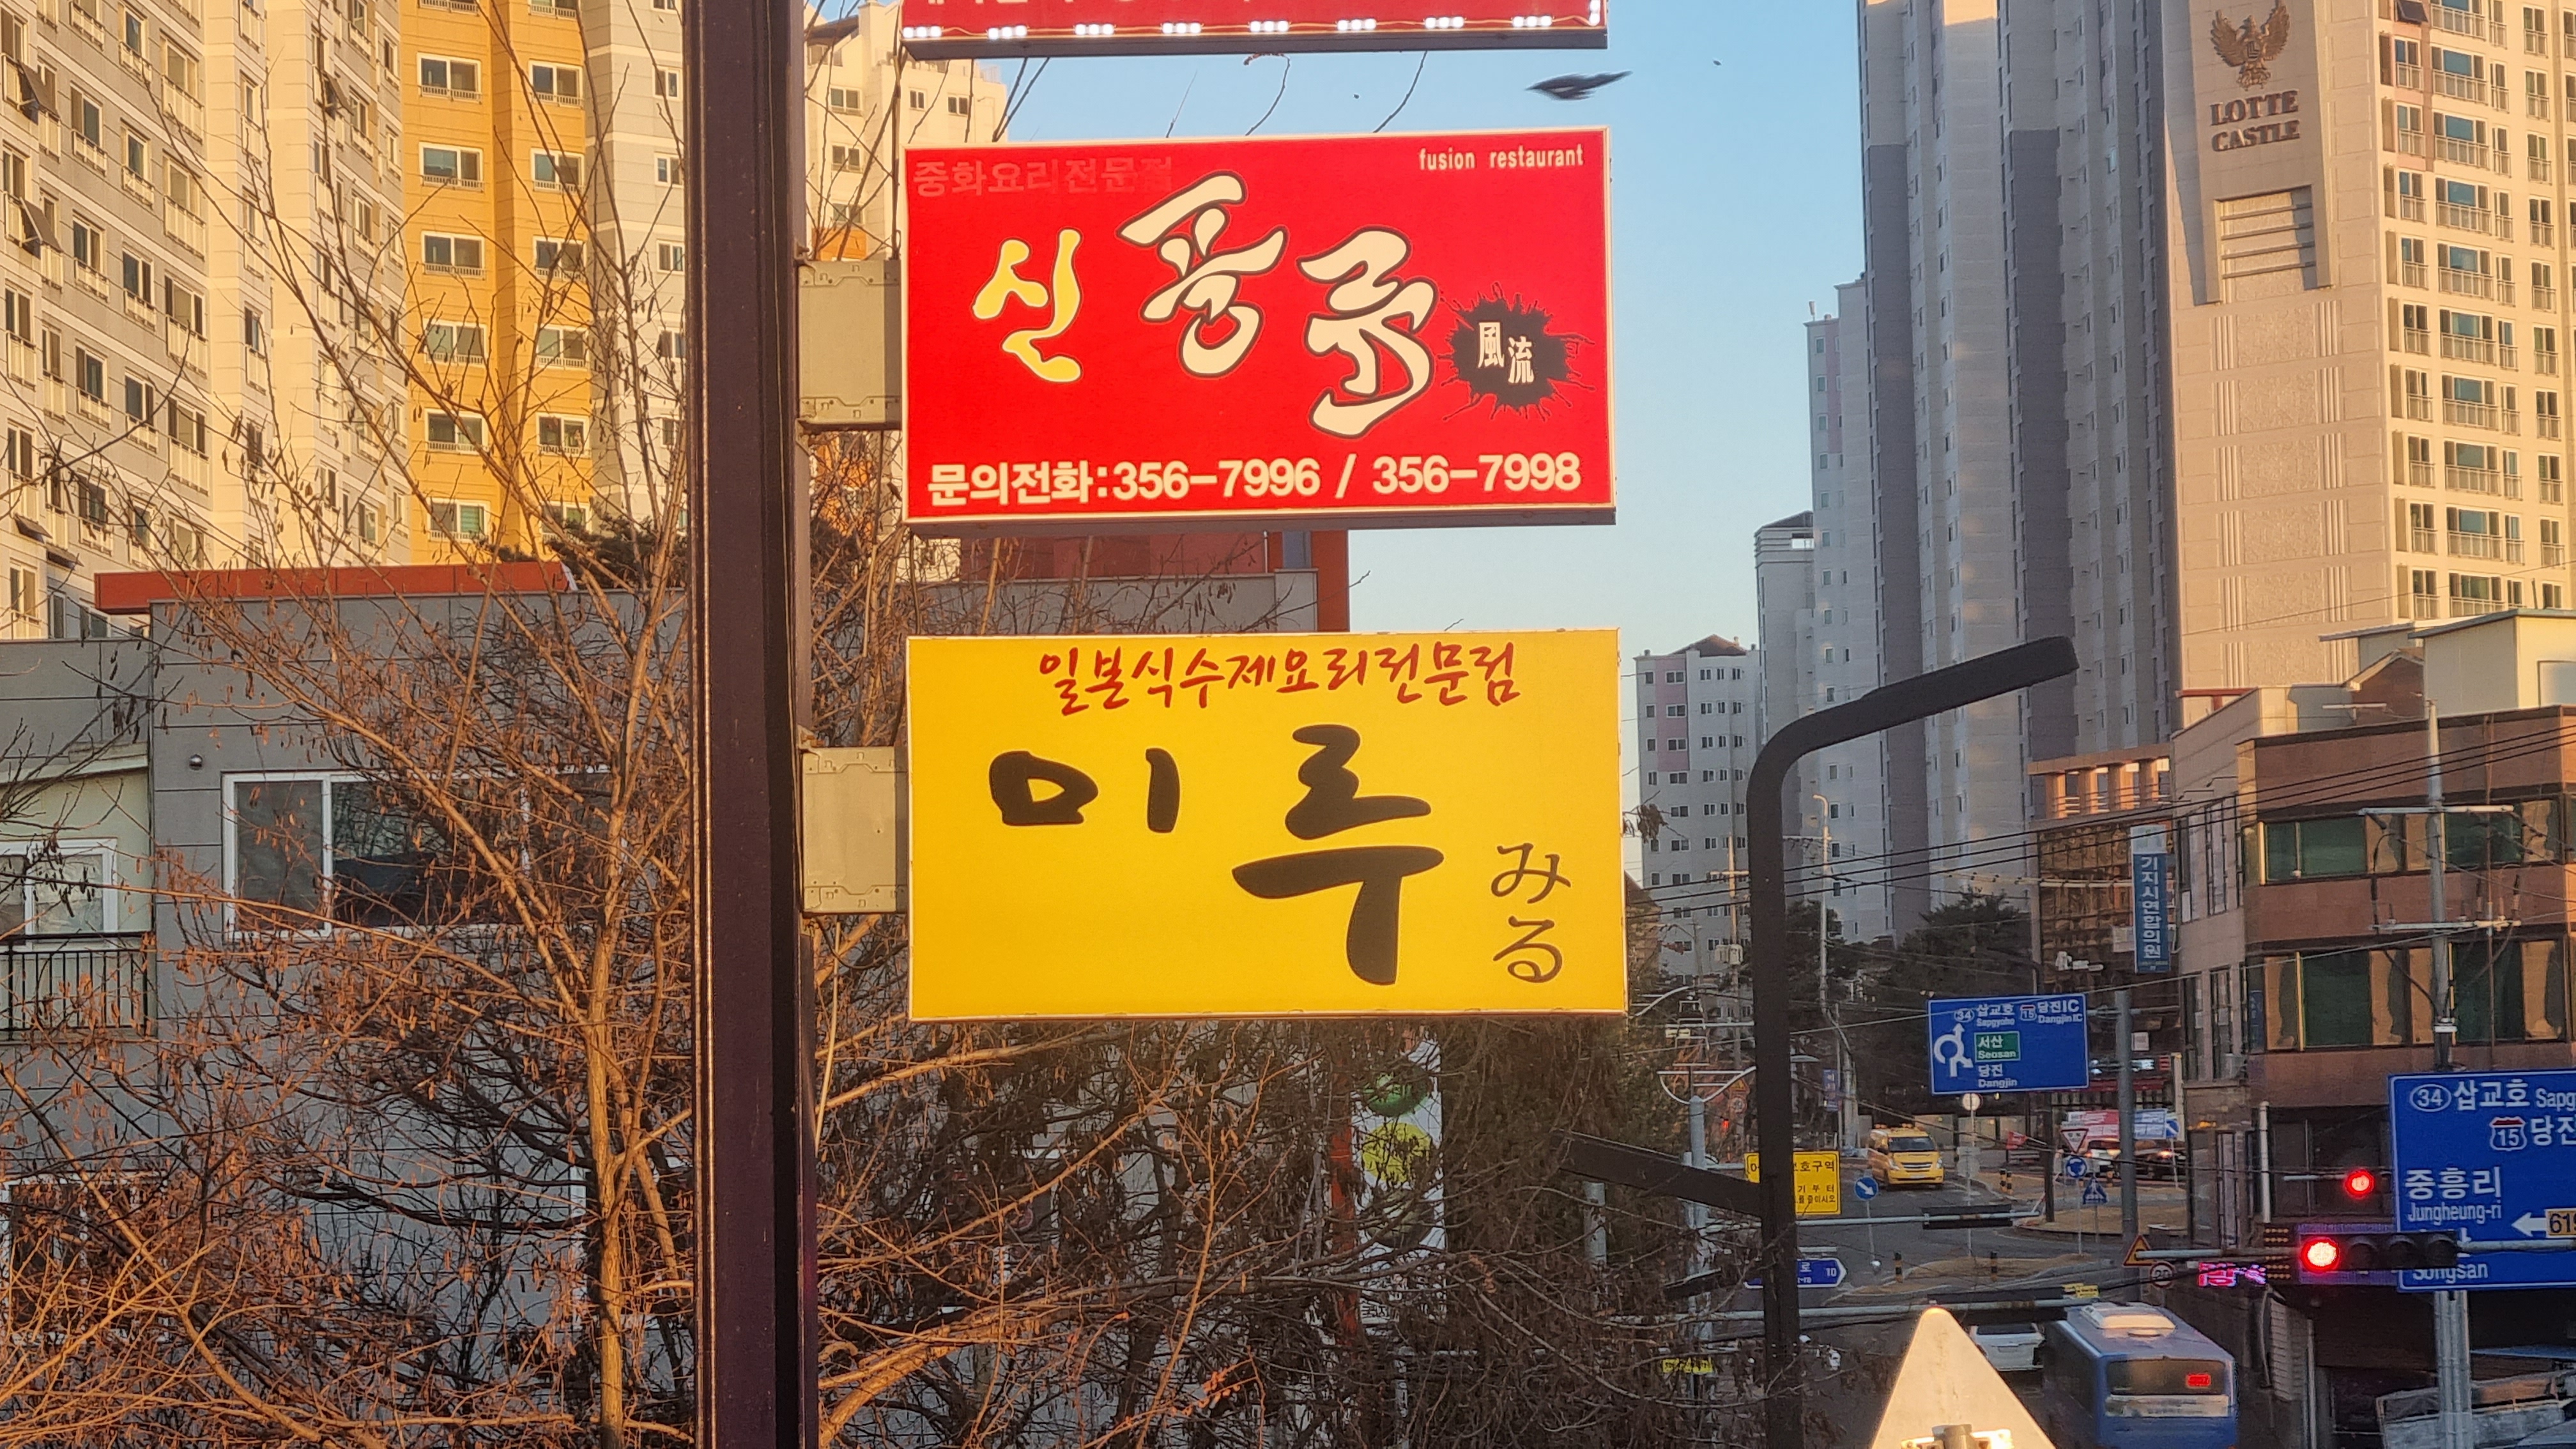 중화요리전문점
fusion restaurant
신풍류
風流
문의전화:356-7996 / 356-7998
일본식수제요리전문점
미루
みる
LOTTE
CASTLE
기지시연합의원
34 삽교호 15 당진IC
Sapgyoho Dangjin IC
서산
Seosan
당진
Dangjin
34 삽교호 Sapg
15 당진
중흥리
Jungheung-ri
Songsan